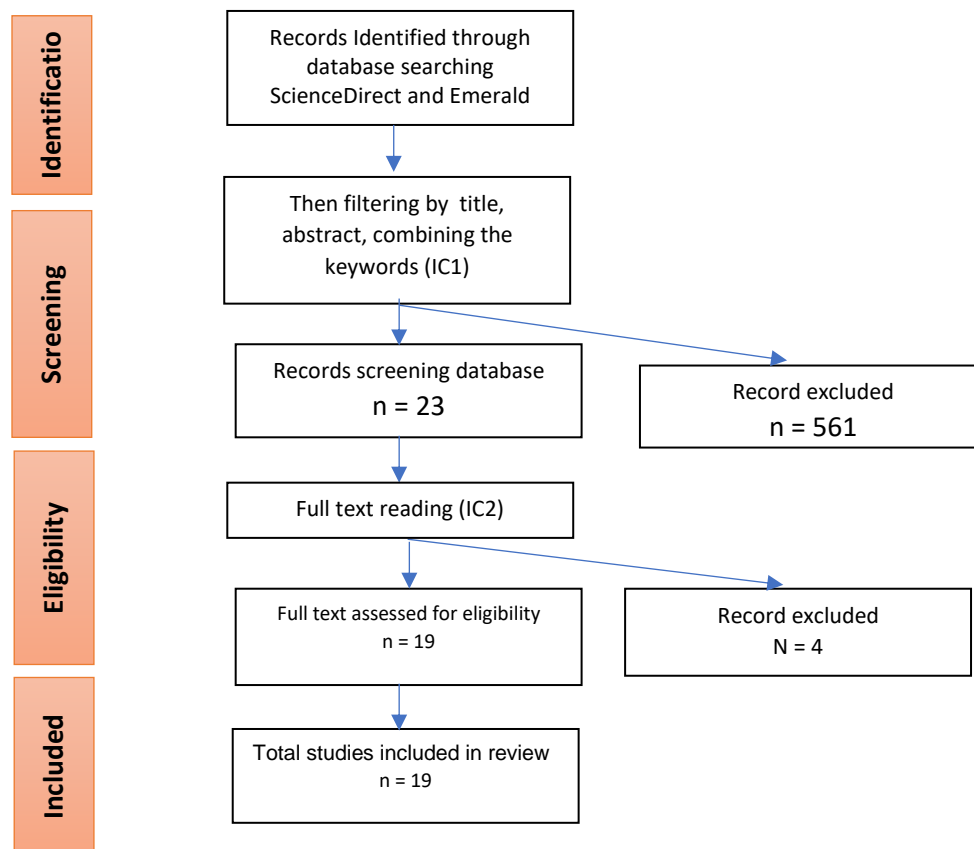 Identificatio
Records Identified through
database searching
ScienceDirect and Emerald
Then filtering by title,
abstract, combining the
keywords (IC1)
Screening
Records screening database
n = 23
Record excluded
n = 561
Eligibility
Full text reading (IC2)
Full text assessed for eligibility
n = 19
Record excluded
N = 4
Included
Total studies included in review
n = 19